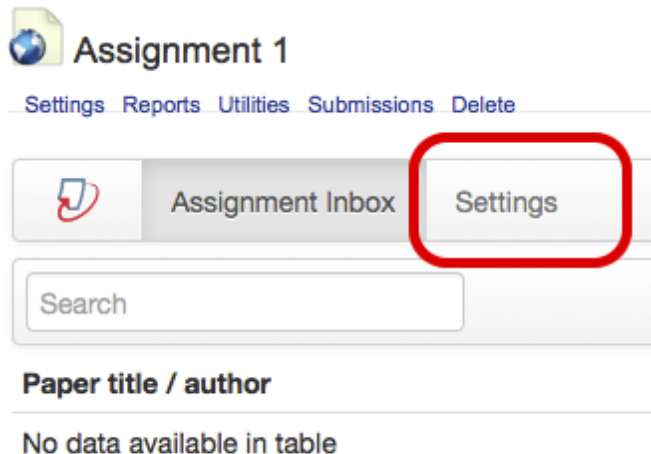 Assignment 1
Settings Reports Utilities Submissions Delete
Assignment Inbox Settings
Search
Paper title / author
No data available in table